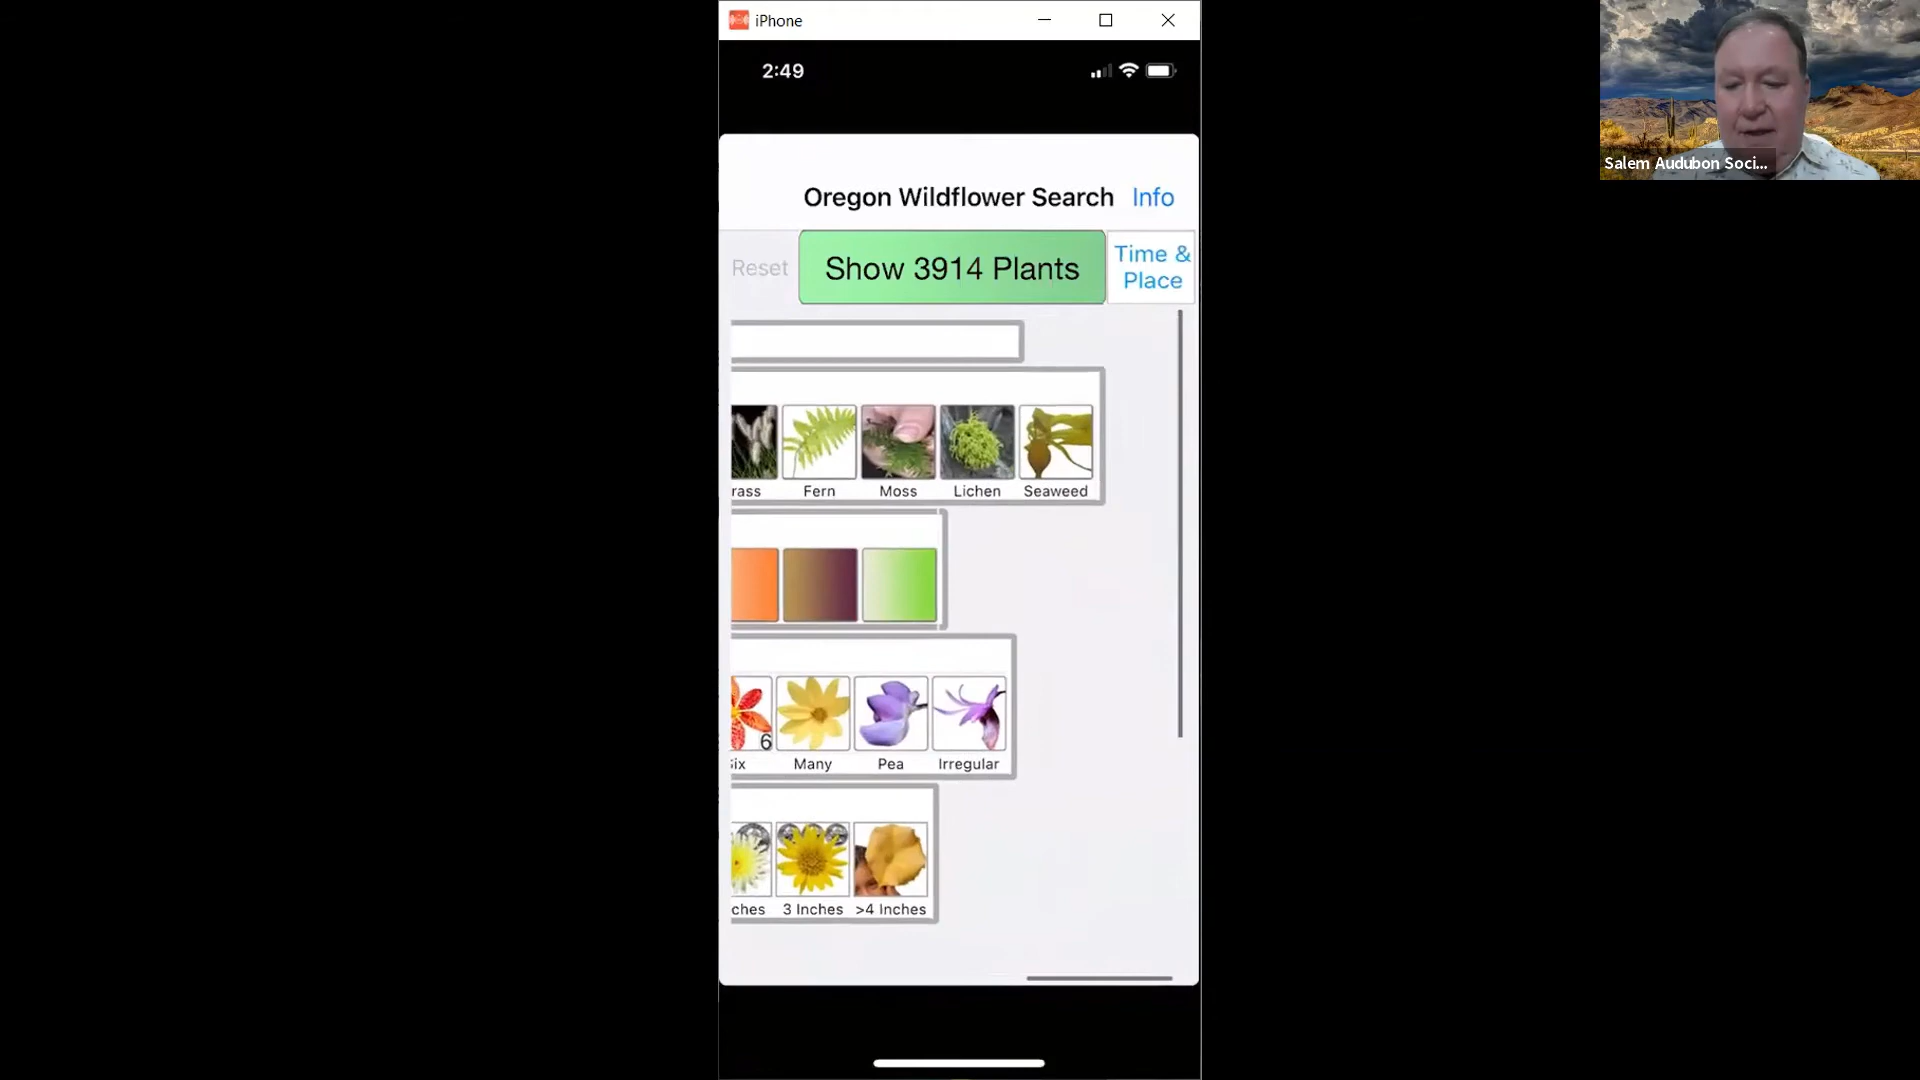 iPhone
2:49
Salem Audubon Soci...
Oregon Wildflower Search Info
Reset
Show 3914 Plants
Time &
Place
rass Fern Moss Lichen Seaweed
6
ix Many Pea Irregular
ches 3 Inches >4 Inches